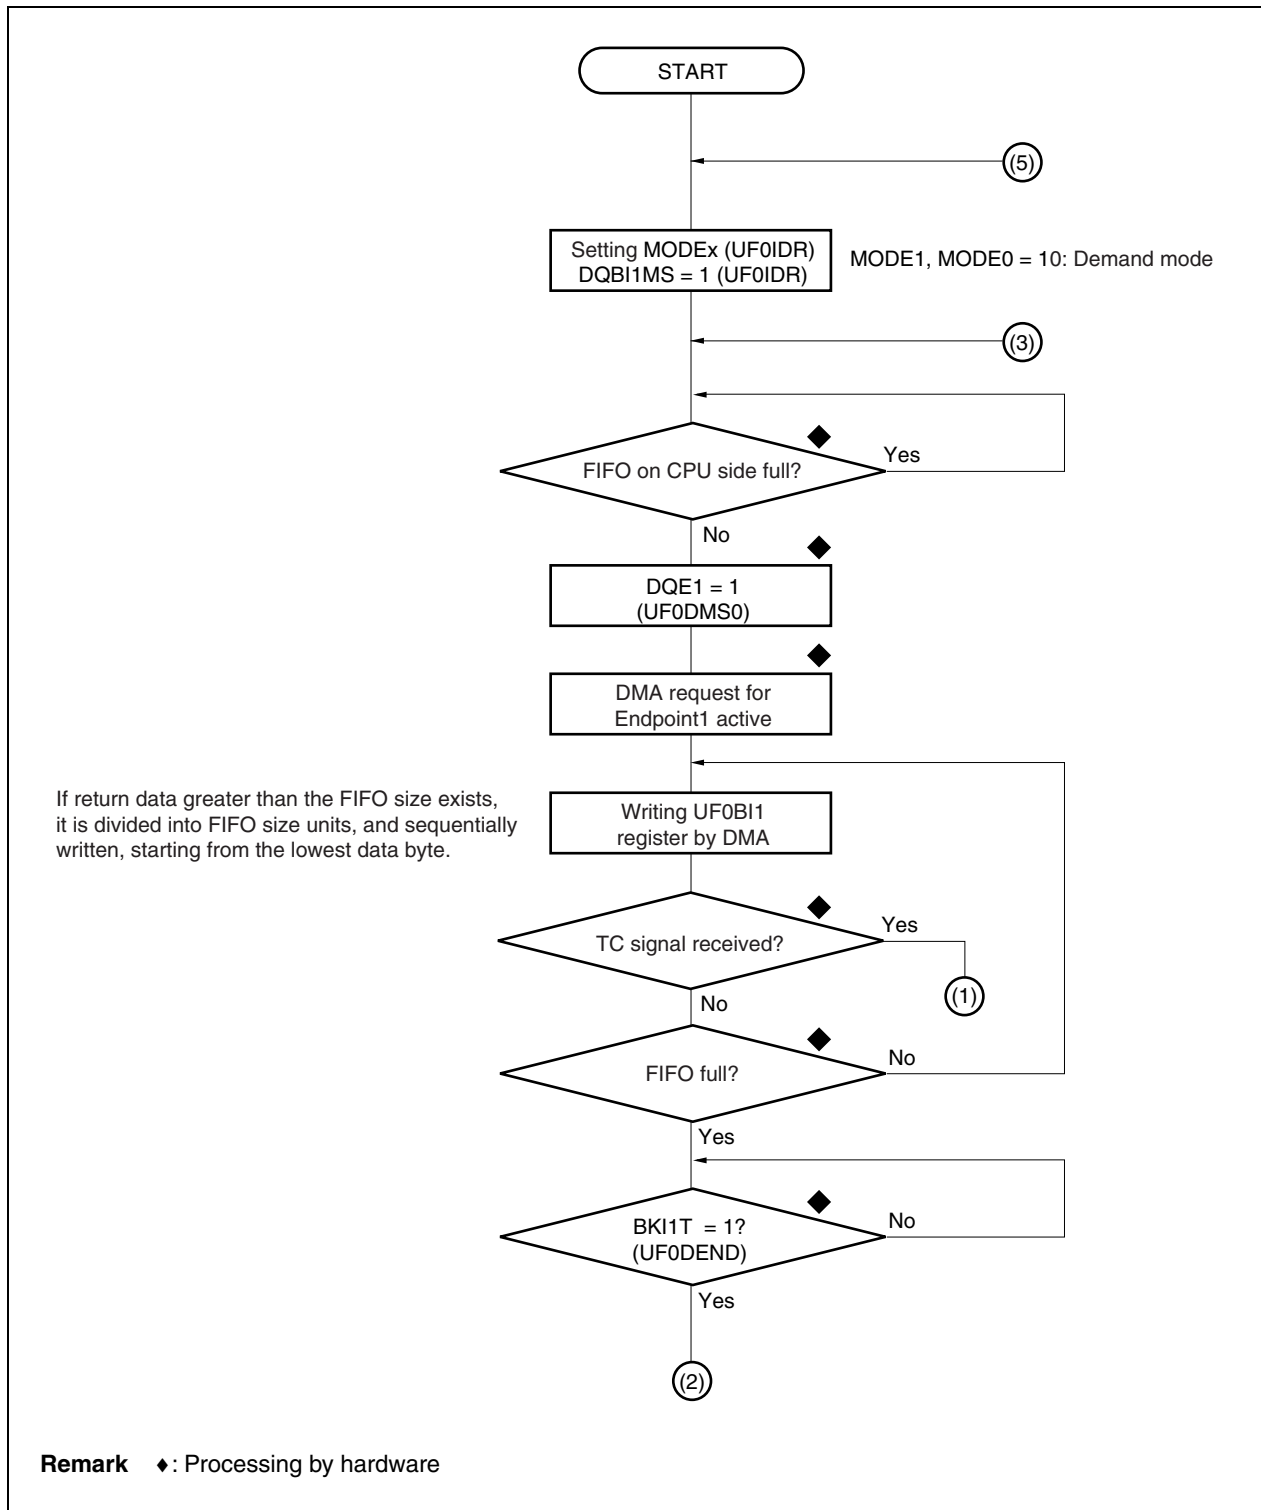 START
(5)
Setting MODEx (UF0IDR)
DQBI1MS = 1 (UF0IDR)
MODE1, MODE0 = 10: Demand mode
(3)
FIFO on CPU side full?
Yes
No
DQE1 = 1
(UF0DMS0)
DMA request for
Endpoint1 active
If return data greater than the FIFO size exists,
it is divided into FIFO size units, and sequentially
written, starting from the lowest data byte.
Writing UF0BI1
register by DMA
TC signal received?
Yes
(1)
No
FIFO full?
No
Yes
BKI1T = 1?
(UF0DEND)
No
Yes
(2)
Remark ♦: Processing by hardware